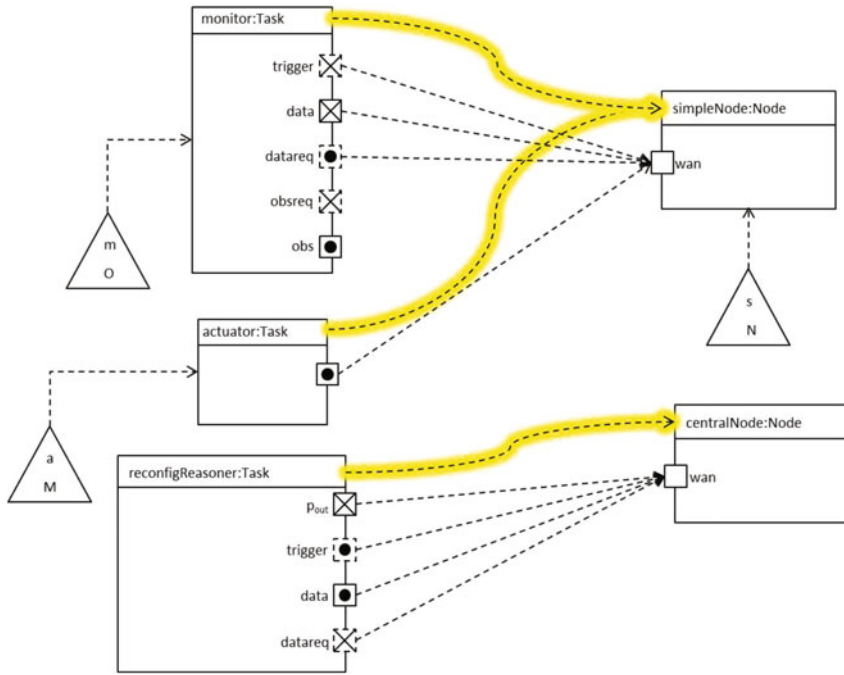 monitor:Task
trigger
data
datareq
obsreq
obs
simpleNode:Node
wan
m
O
s
N
actuator:Task
a
M
reconfigReasoner:Task
pout
trigger
data
datareq
centralNode:Node
wan